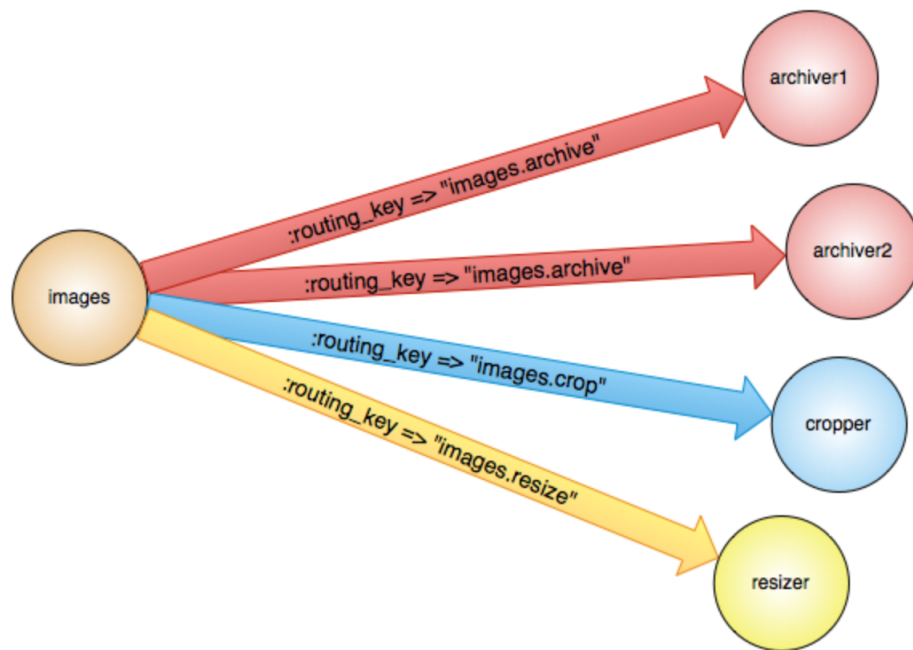 archiver1
:routing_key => "images.archive"
archiver2
:routing_key => "images.archive"
images
:routing_key => "images.crop"
cropper
:routing_key => "images.resize"
resizer